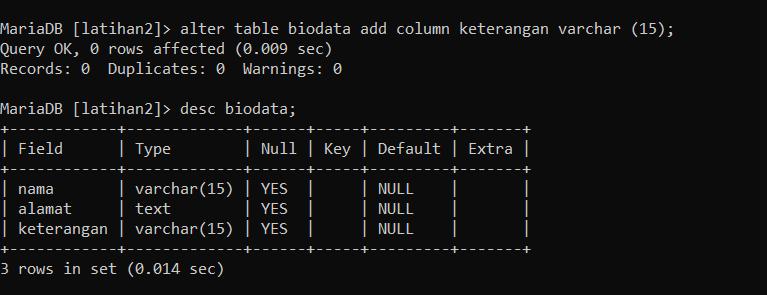 MariaDB [latihan2]> alter table biodata add column keterangan varchar (15);
Query OK, 0 rows affected (0.009 sec)
Records: 0  Duplicates: 0  Warnings: 0

MariaDB [latihan2]> desc biodata;
+------------+-------------+------+-----+---------+-------+
| Field      | Type        | Null | Key | Default | Extra |
+------------+-------------+------+-----+---------+-------+
| nama       | varchar(15) | YES  |     | NULL    |       |
| alamat     | text        | YES  |     | NULL    |       |
| keterangan | varchar(15) | YES  |     | NULL    |       |
+------------+-------------+------+-----+---------+-------+
3 rows in set (0.014 sec)